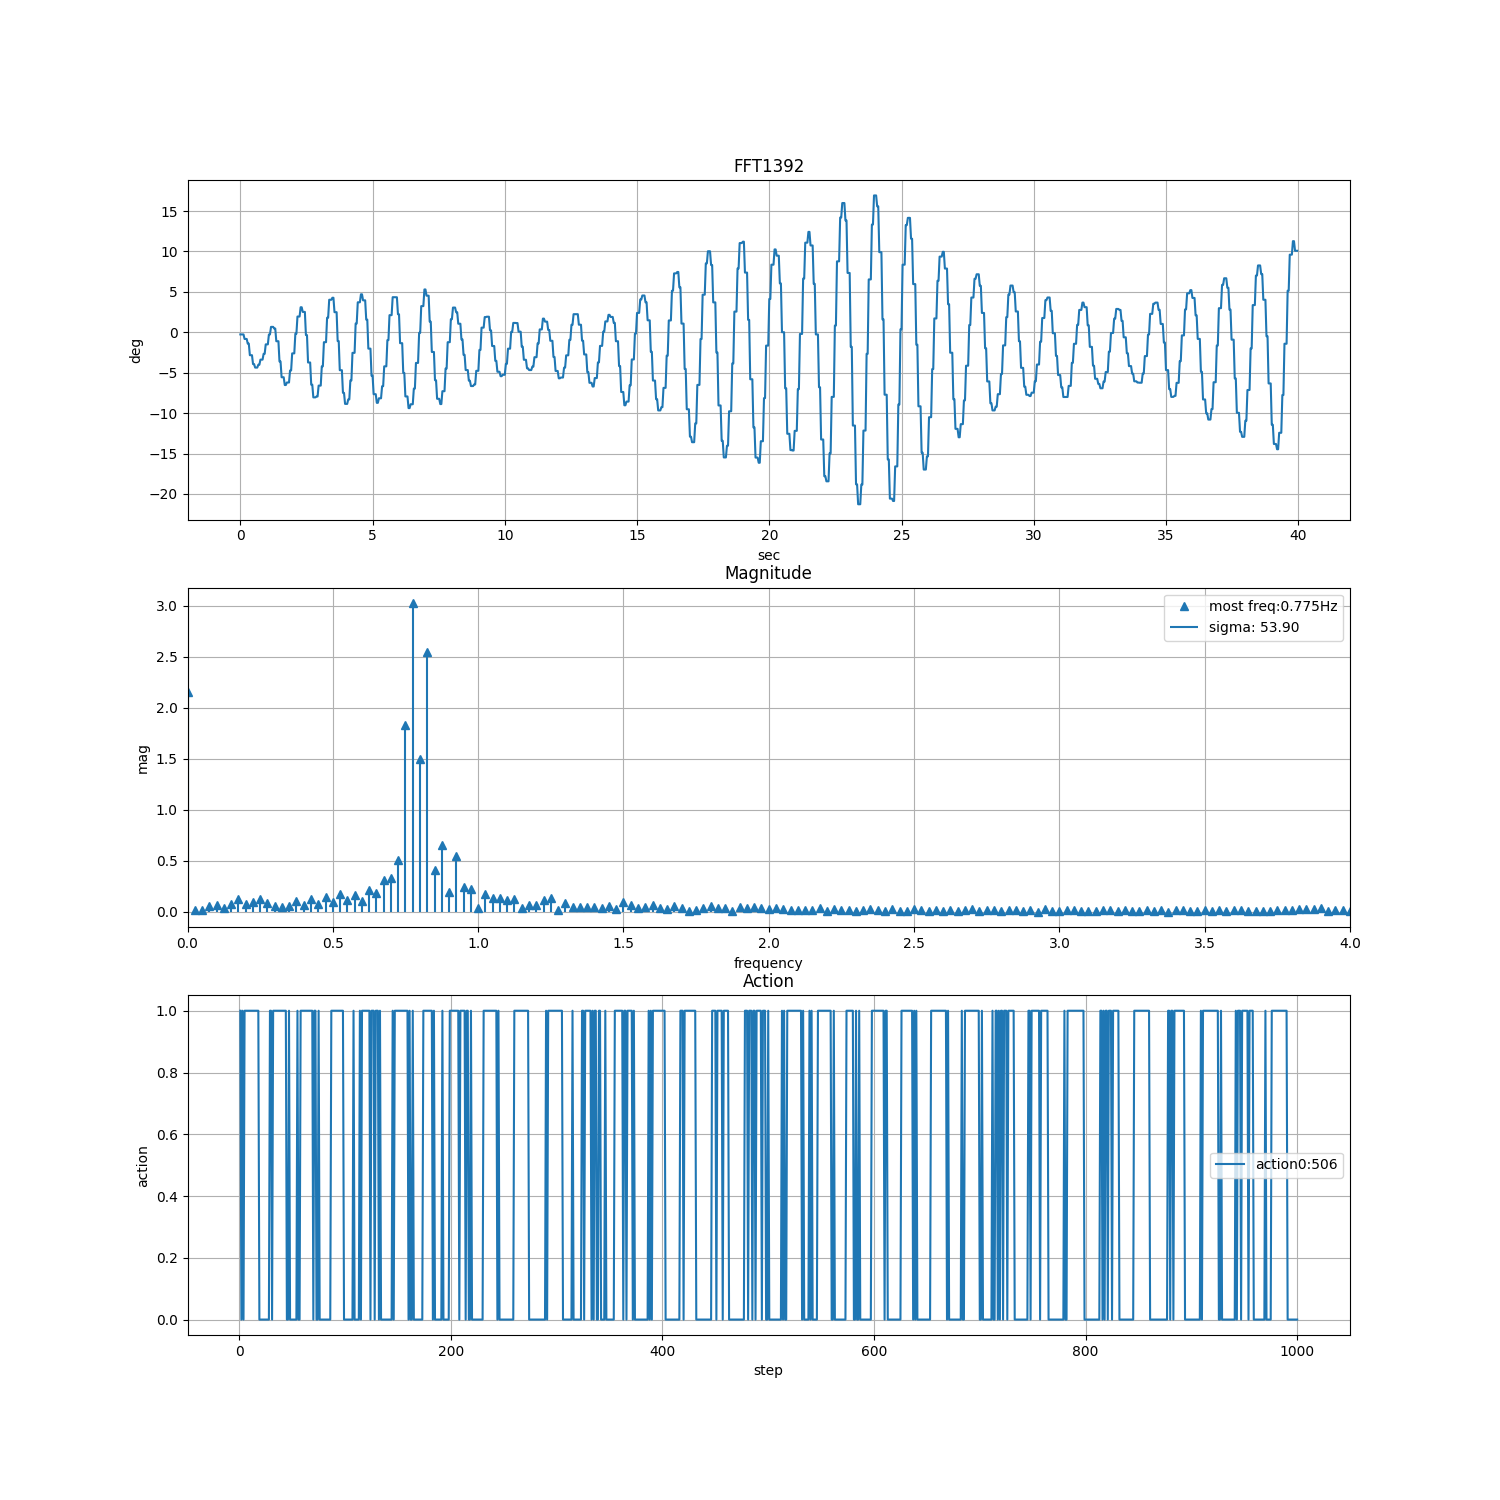 FFT1392
15
10
5
0
−5
−10
−15
−20
deg
0 5 10 15 20 25 30 35 40
sec
Magnitude
3.0
2.5
2.0
1.5
1.0
0.5
0.0
mag
most freq:0.775Hz
sigma: 53.90
0.0 0.5 1.0 1.5 2.0 2.5 3.0 3.5 4.0
frequency
Action
1.0
0.8
0.6
0.4
0.2
0.0
action
action0:506
0 200 400 600 800 1000
step